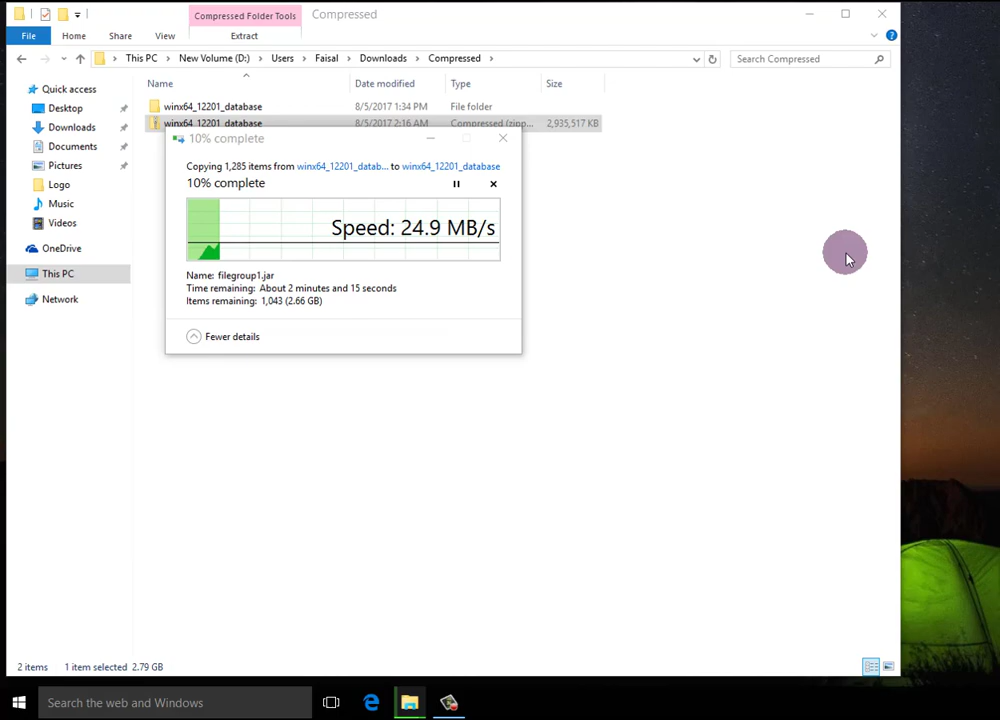 Compressed Folder Tools
Compressed
File
Home
Share
View
Extract
This PC
New Volume (D:)
Users
Faisal
Downloads
Compressed
Search Compressed
Quick access
Desktop
Downloads
Documents
Pictures
Logo
Music
Videos
OneDrive
This PC
Network
Name
Date modified
Type
Size
winx64_12201_database
8/5/2017 1:34 PM
File folder
winx64_12201_database
8/5/2017 2:16 AM
Compressed (zipp...
2,935,517 KB
10% complete
Copying 1,285 items from winx64_12201_datab... to winx64_12201_database
10% complete
Speed: 24.9 MB/s
Name: filegroup1.jar
Time remaining: About 2 minutes and 15 seconds
Items remaining: 1,043 (2.66 GB)
Fewer details
2 items
1 item selected 2.79 GB
Search the web and Windows